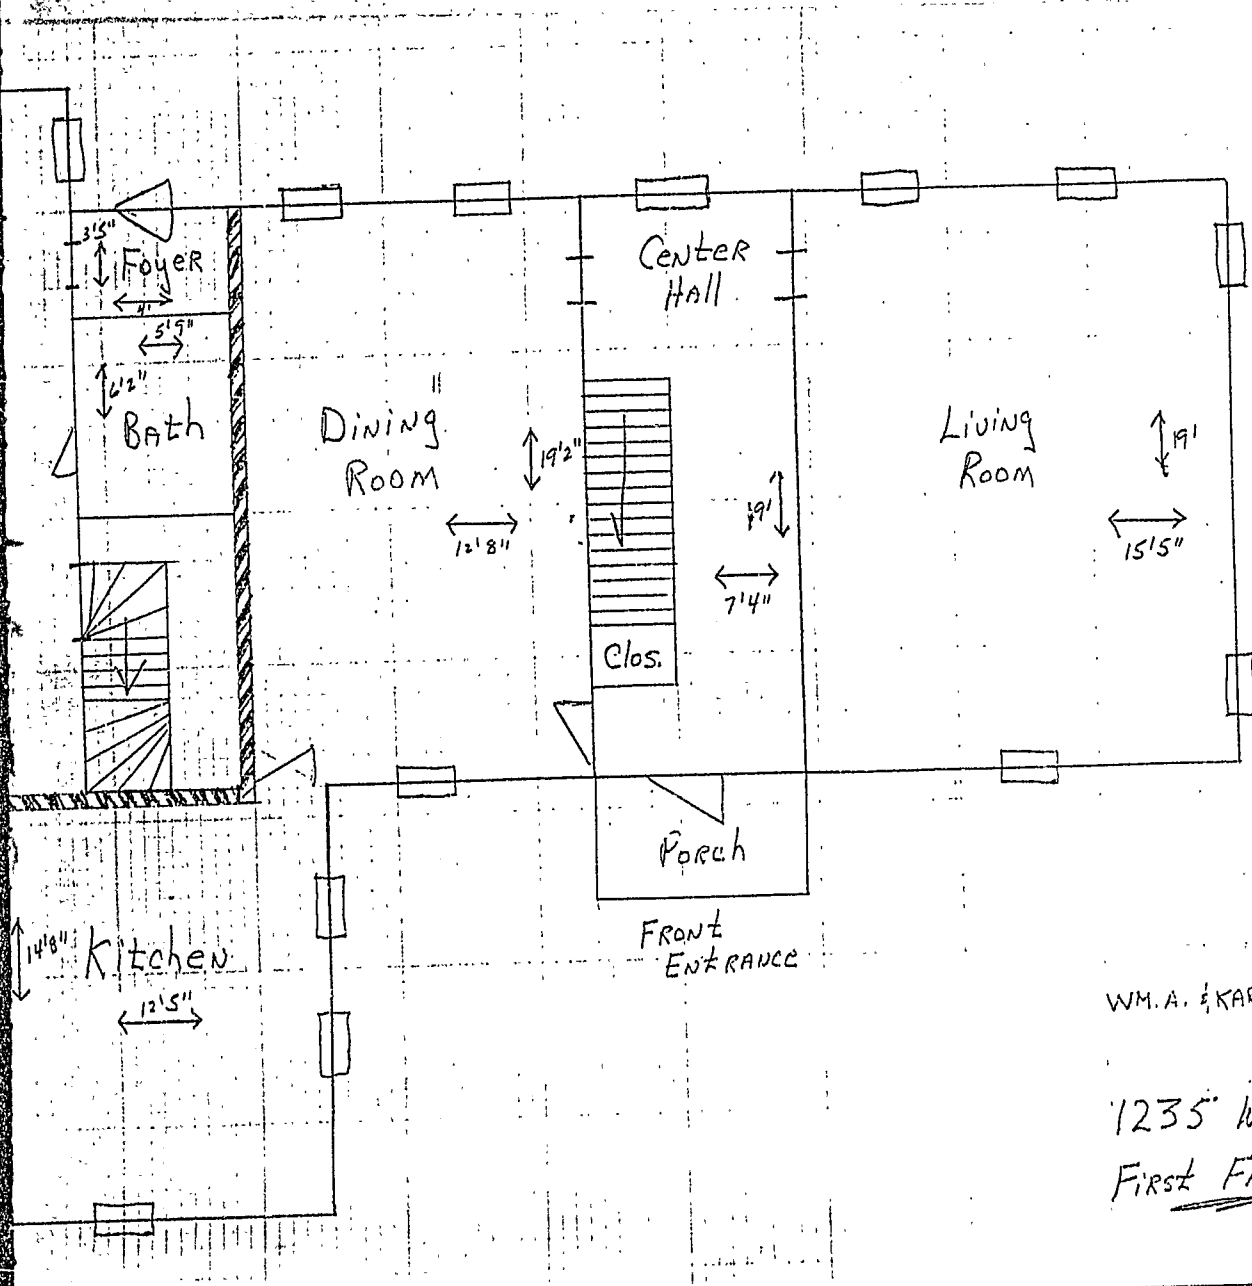 3'5"
Foyer
4'
5'9"
6'2"
Bath
Dining
Room
19'2"
12'8"
Center
Hall
Clos.
19'
7'4"
Living
Room
19'
15'5"
Porch
Front
Entrance
14'8"
Kitchen
12'5"
WM. A. &
1235
First